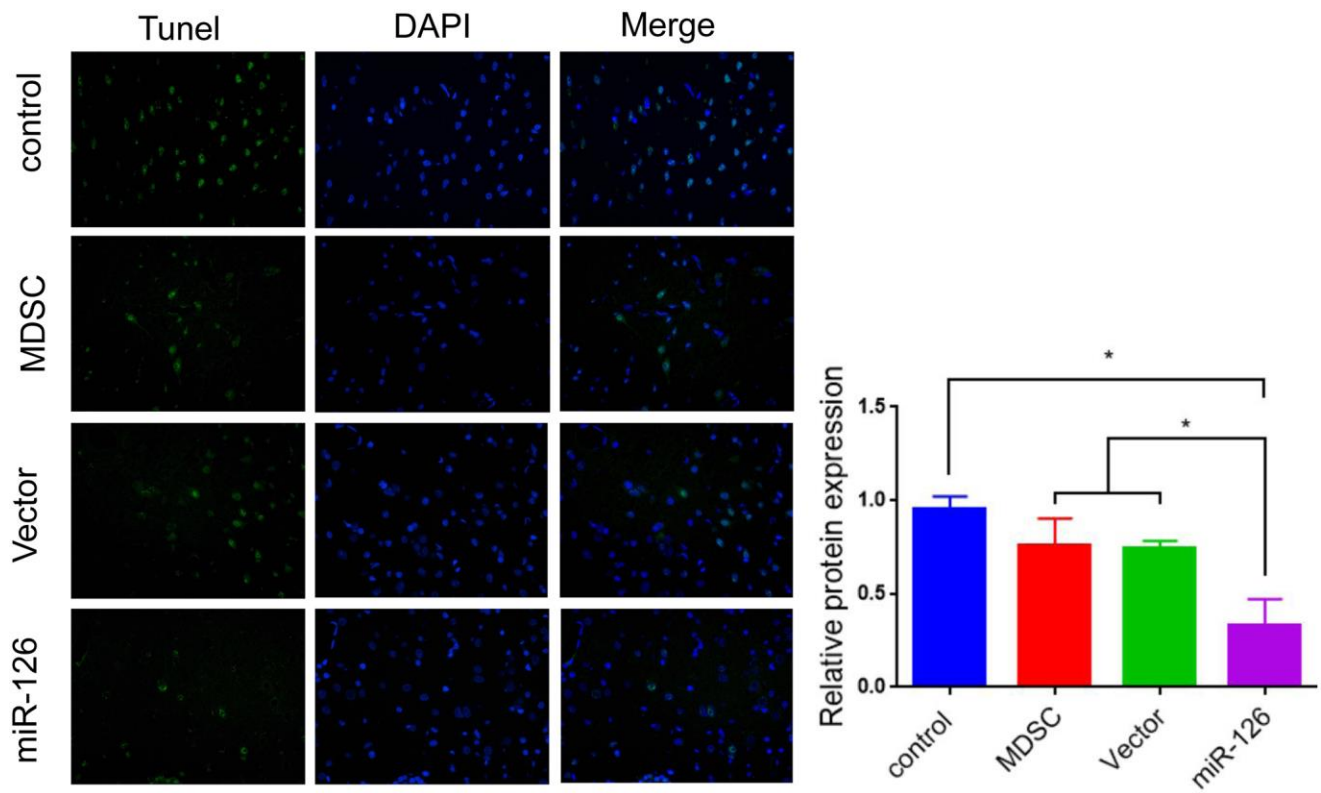 Tunel DAPI Merge
control
MDSC
Vector
miR-126
Relative protein expression
*
*
1.5
1.0
0.5
0.0
control MDSC Vector miR-126